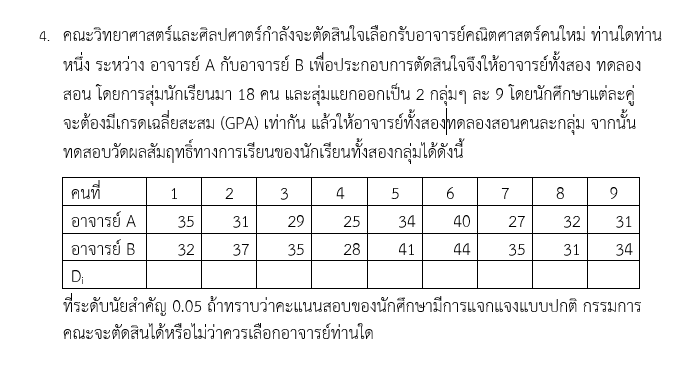 4. คณะวิทยาศาสตร์และศิลปศาตร์กำลังจะตัดสินใจเลือกรับอาจารย์คณิตศาสตร์คนใหม่ ท่านใดท่าน
หนึ่ง ระหว่าง อาจารย์ A กับอาจารย์ B เพื่อประกอบการตัดสินใจจึงให้อาจารย์ทั้งสอง ทดลอง
สอน โดยการสุ่มนักเรียนมา 18 คน และสุ่มแยกออกเป็น 2 กลุ่มๆ ละ 9 โดยนักศึกษาแต่ละคู่
จะต้องมีเกรดเฉลี่ยสะสม (GPA) เท่ากัน แล้วให้อาจารย์ทั้งสองทดลองสอนคนละกลุ่ม จากนั้น
ทดสอบวัดผลสัมฤทธิ์ทางการเรียนของนักเรียนทั้งสองกลุ่มได้ดังนี้
คนที่ 1 2 3 4 5 6 7 8 9
อาจารย์ A 35 31 29 25 34 40 27 32 31
อาจารย์ B 32 37 35 28 41 44 35 31 34
Di
ที่ระดับนัยสำคัญ 0.05 ถ้าทราบว่าคะแนนสอบของนักศึกษามีการแจกแจงแบบปกติ กรรมการ
คณะจะตัดสินได้หรือไม่ว่าควรเลือกอาจารย์ท่านใด